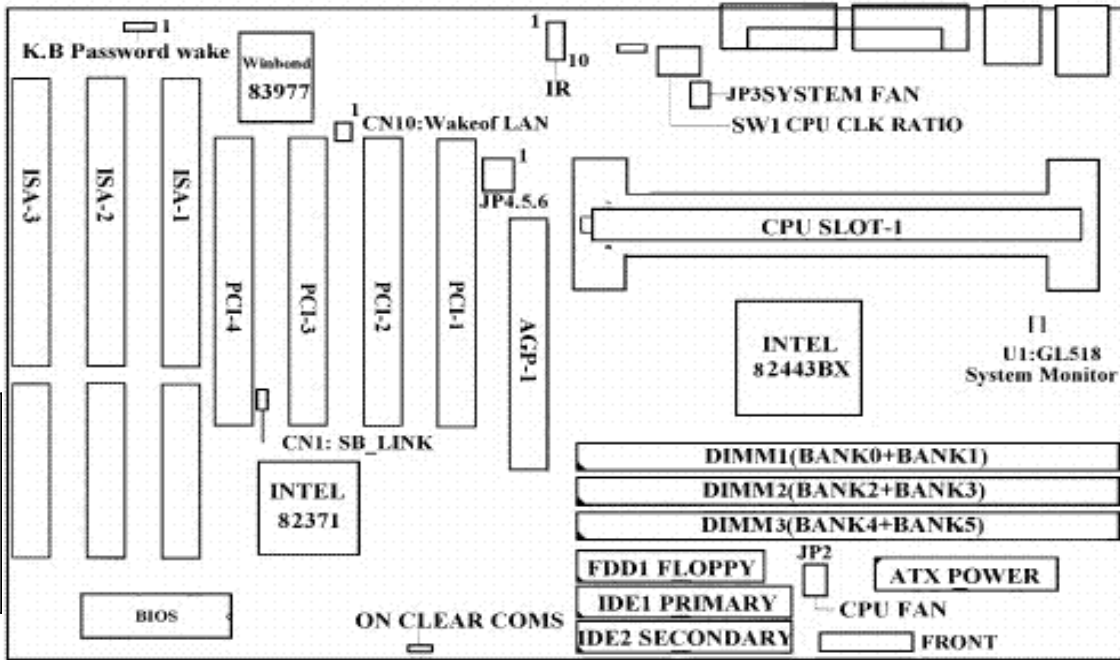 1
K.B Password wake
Winbond
83977
1
10
IR
JP3SYSTEM FAN
SW1 CPU CLK RATIO
1
CN10:Wakeof LAN
1
JP4.5.6
ISA-3
ISA-2
ISA-1
PCI-4
PCI-3
PCI-2
PCI-1
AGP-1
CPU SLOT-1
INTEL
82443BX
U1:GL518
System Monitor
CN1: SB_LINK
INTEL
82371
DIMM1(BANK0+BANK1)
DIMM2(BANK2+BANK3)
DIMM3(BANK4+BANK5)
FDD1 FLOPPY
JP2
ATX POWER
IDE1 PRIMARY
CPU FAN
BIOS
ON CLEAR COMS
IDE2 SECONDARY
FRONT